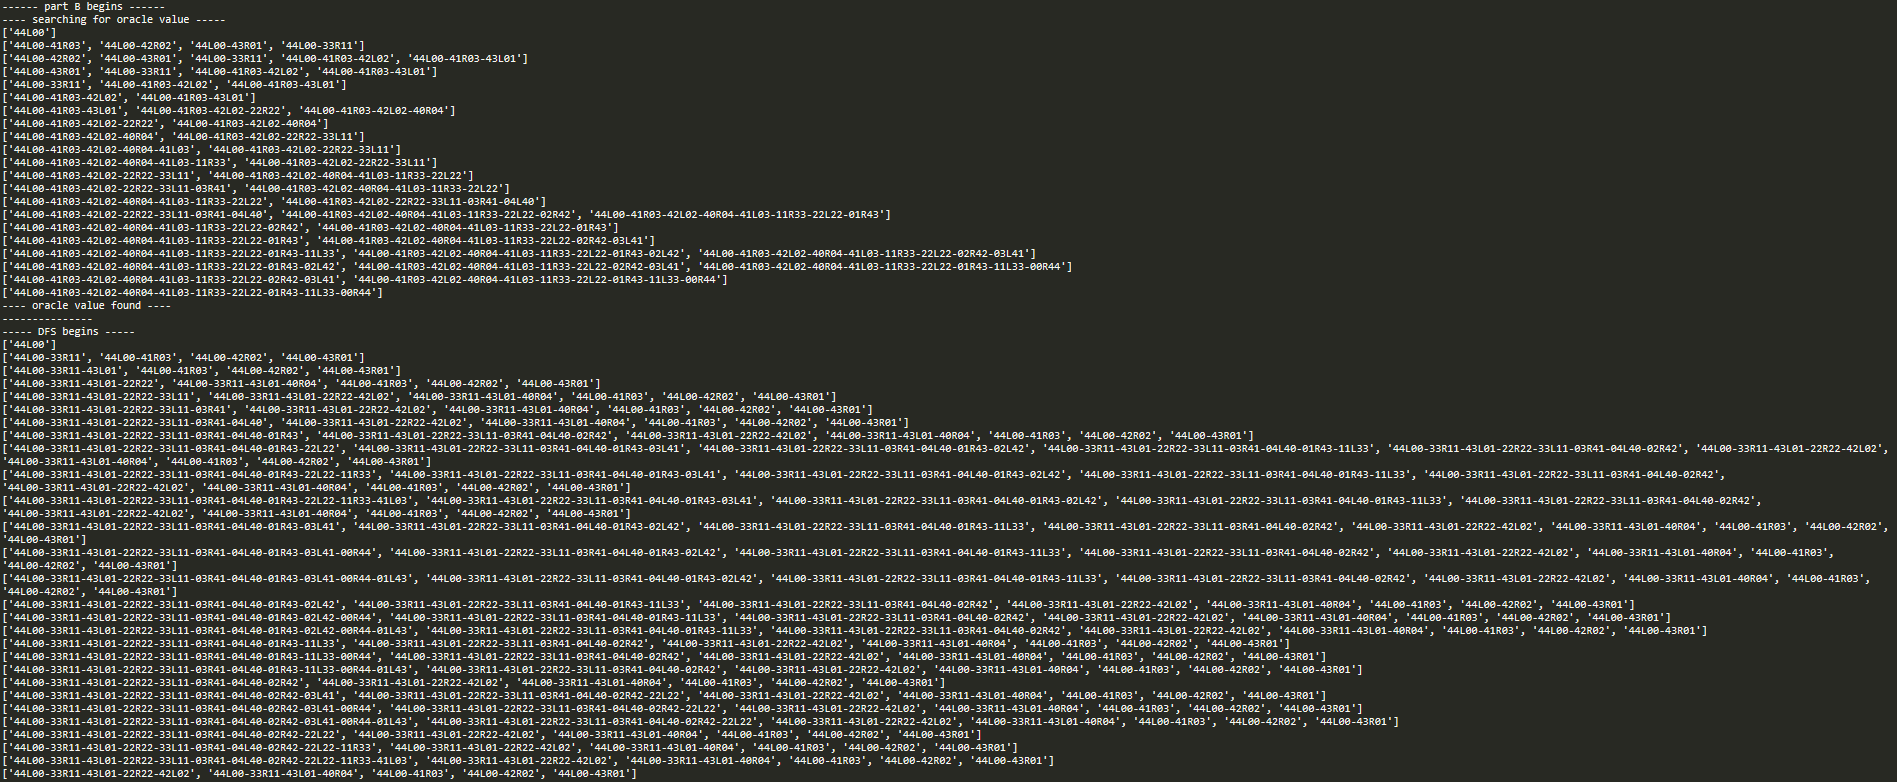 ------ part B begins ------
---- searching for oracle value -----
['44L00']
['44L00-41R03', '44L00-42R02', '44L00-43R01', '44L00-33R11']
['44L00-42R02', '44L00-43R01', '44L00-33R11', '44L00-41R03-42L02', '44L00-41R03-43L01']
['44L00-43R01', '44L00-33R11', '44L00-41R03-42L02', '44L00-41R03-43L01']
['44L00-33R11', '44L00-41R03-42L02', '44L00-41R03-43L01']
['44L00-41R03-42L02', '44L00-41R03-43L01']
['44L00-41R03-43L01', '44L00-41R03-42L02-22R22', '44L00-41R03-42L02-40R04']
['44L00-41R03-42L02-22R22', '44L00-41R03-42L02-40R04']
['44L00-41R03-42L02-40R04', '44L00-41R03-42L02-22R22-33L11']
['44L00-41R03-42L02-40R04-41L03', '44L00-41R03-42L02-22R22-33L11']
['44L00-41R03-42L02-40R04-41L03-11R33', '44L00-41R03-42L02-22R22-33L11']
['44L00-41R03-42L02-22R22-33L11', '44L00-41R03-42L02-40R04-41L03-11R33-22L22']
['44L00-41R03-42L02-22R22-33L11-03R41', '44L00-41R03-42L02-40R04-41L03-11R33-22L22']
['44L00-41R03-42L02-40R04-41L03-11R33-22L22', '44L00-41R03-42L02-22R22-33L11-03R41-04L40']
['44L00-41R03-42L02-22R22-33L11-03R41-04L40', '44L00-41R03-42L02-40R04-41L03-11R33-22L22-02R42', '44L00-41R03-42L02-40R04-41L03-11R33-22L22-01R43']
['44L00-41R03-42L02-40R04-41L03-11R33-22L22-02R42', '44L00-41R03-42L02-40R04-41L03-11R33-22L22-01R43']
['44L00-41R03-42L02-40R04-41L03-11R33-22L22-01R43', '44L00-41R03-42L02-40R04-41L03-11R33-22L22-02R42-03L41']
['44L00-41R03-42L02-40R04-41L03-11R33-22L22-01R43-11L33', '44L00-41R03-42L02-40R04-41L03-11R33-22L22-01R43-02L42', '44L00-41R03-42L02-40R04-41L03-11R33-22L22-02R42-03L41']
['44L00-41R03-42L02-40R04-41L03-11R33-22L22-01R43-02L42', '44L00-41R03-42L02-40R04-41L03-11R33-22L22-02R42-03L41', '44L00-41R03-42L02-40R04-41L03-11R33-22L22-01R43-11L33-00R44']
['44L00-41R03-42L02-40R04-41L03-11R33-22L22-02R42-03L41', '44L00-41R03-42L02-40R04-41L03-11R33-22L22-01R43-11L33-00R44']
['44L00-41R03-42L02-40R04-41L03-11R33-22L22-01R43-11L33-00R44']
---- oracle value found ----
---------------
----- DFS begins -----
['44L00']
['44L00-33R11', '44L00-41R03', '44L00-42R02', '44L00-43R01']
['44L00-33R11-43L01', '44L00-41R03', '44L00-42R02', '44L00-43R01']
['44L00-33R11-43L01-22R22', '44L00-33R11-43L01-40R04', '44L00-41R03', '44L00-42R02', '44L00-43R01']
['44L00-33R11-43L01-22R22-33L11', '44L00-33R11-43L01-22R22-42L02', '44L00-33R11-43L01-40R04', '44L00-41R03', '44L00-42R02', '44L00-43R01']
['44L00-33R11-43L01-22R22-33L11-03R41', '44L00-33R11-43L01-22R22-42L02', '44L00-33R11-43L01-40R04', '44L00-41R03', '44L00-42R02', '44L00-43R01']
['44L00-33R11-43L01-22R22-33L11-03R41-04L40', '44L00-33R11-43L01-22R22-42L02', '44L00-33R11-43L01-40R04', '44L00-41R03', '44L00-42R02', '44L00-43R01']
['44L00-33R11-43L01-22R22-33L11-03R41-04L40-01R43', '44L00-33R11-43L01-22R22-33L11-03R41-04L40-02R42', '44L00-33R11-43L01-22R22-42L02', '44L00-33R11-43L01-40R04', '44L00-41R03', '44L00-42R02', '44L00-43R01']
['44L00-33R11-43L01-22R22-33L11-03R41-04L40-01R43-22L22', '44L00-33R11-43L01-22R22-33L11-03R41-04L40-01R43-03L41', '44L00-33R11-43L01-22R22-33L11-03R41-04L40-01R43-02L42', '44L00-33R11-43L01-22R22-33L11-03R41-04L40-01R43-11L33', '44L00-33R11-43L01-22R22-33L11-03R41-04L40-02R42', '44L00-33R11-43L01-22R22-42L02',
'44L00-33R11-43L01-40R04', '44L00-41R03', '44L00-42R02', '44L00-43R01']
['44L00-33R11-43L01-22R22-33L11-03R41-04L40-01R43-22L22-11R33', '44L00-33R11-43L01-22R22-33L11-03R41-04L40-01R43-03L41', '44L00-33R11-43L01-22R22-33L11-03R41-04L40-01R43-02L42', '44L00-33R11-43L01-22R22-33L11-03R41-04L40-01R43-11L33', '44L00-33R11-43L01-22R22-33L11-03R41-04L40-02R42',
'44L00-33R11-43L01-22R22-42L02', '44L00-33R11-43L01-40R04', '44L00-41R03', '44L00-42R02', '44L00-43R01']
['44L00-33R11-43L01-22R22-33L11-03R41-04L40-01R43-22L22-11R33-41L03', '44L00-33R11-43L01-22R22-33L11-03R41-04L40-01R43-03L41', '44L00-33R11-43L01-22R22-33L11-03R41-04L40-01R43-02L42', '44L00-33R11-43L01-22R22-33L11-03R41-04L40-01R43-11L33', '44L00-33R11-43L01-22R22-33L11-03R41-04L40-02R42',
'44L00-33R11-43L01-22R22-42L02', '44L00-33R11-43L01-40R04', '44L00-41R03', '44L00-42R02', '44L00-43R01']
['44L00-33R11-43L01-22R22-33L11-03R41-04L40-01R43-03L41', '44L00-33R11-43L01-22R22-33L11-03R41-04L40-01R43-02L42', '44L00-33R11-43L01-22R22-33L11-03R41-04L40-01R43-11L33', '44L00-33R11-43L01-22R22-33L11-03R41-04L40-02R42', '44L00-33R11-43L01-22R22-42L02', '44L00-33R11-43L01-40R04', '44L00-41R03', '44L00-42R02',
'44L00-43R01']
['44L00-33R11-43L01-22R22-33L11-03R41-04L40-01R43-03L41-00R44', '44L00-33R11-43L01-22R22-33L11-03R41-04L40-01R43-02L42', '44L00-33R11-43L01-22R22-33L11-03R41-04L40-01R43-11L33', '44L00-33R11-43L01-22R22-33L11-03R41-04L40-02R42', '44L00-33R11-43L01-22R22-42L02', '44L00-33R11-43L01-40R04', '44L00-41R03',
'44L00-42R02', '44L00-43R01']
['44L00-33R11-43L01-22R22-33L11-03R41-04L40-01R43-03L41-00R44-01L43', '44L00-33R11-43L01-22R22-33L11-03R41-04L40-01R43-02L42', '44L00-33R11-43L01-22R22-33L11-03R41-04L40-01R43-11L33', '44L00-33R11-43L01-22R22-33L11-03R41-04L40-02R42', '44L00-33R11-43L01-22R22-42L02', '44L00-33R11-43L01-40R04', '44L00-41R03',
'44L00-42R02', '44L00-43R01']
['44L00-33R11-43L01-22R22-33L11-03R41-04L40-01R43-02L42', '44L00-33R11-43L01-22R22-33L11-03R41-04L40-01R43-11L33', '44L00-33R11-43L01-22R22-33L11-03R41-04L40-02R42', '44L00-33R11-43L01-22R22-42L02', '44L00-33R11-43L01-40R04', '44L00-41R03', '44L00-42R02', '44L00-43R01']
['44L00-33R11-43L01-22R22-33L11-03R41-04L40-01R43-02L42-00R44', '44L00-33R11-43L01-22R22-33L11-03R41-04L40-01R43-11L33', '44L00-33R11-43L01-22R22-33L11-03R41-04L40-02R42', '44L00-33R11-43L01-22R22-42L02', '44L00-33R11-43L01-40R04', '44L00-41R03', '44L00-42R02', '44L00-43R01']
['44L00-33R11-43L01-22R22-33L11-03R41-04L40-01R43-02L42-00R44-01L43', '44L00-33R11-43L01-22R22-33L11-03R41-04L40-01R43-11L33', '44L00-33R11-43L01-22R22-33L11-03R41-04L40-02R42', '44L00-33R11-43L01-22R22-42L02', '44L00-33R11-43L01-40R04', '44L00-41R03', '44L00-42R02', '44L00-43R01']
['44L00-33R11-43L01-22R22-33L11-03R41-04L40-01R43-11L33', '44L00-33R11-43L01-22R22-33L11-03R41-04L40-02R42', '44L00-33R11-43L01-22R22-42L02', '44L00-33R11-43L01-40R04', '44L00-41R03', '44L00-42R02', '44L00-43R01']
['44L00-33R11-43L01-22R22-33L11-03R41-04L40-01R43-11L33-00R44', '44L00-33R11-43L01-22R22-33L11-03R41-04L40-02R42', '44L00-33R11-43L01-22R22-42L02', '44L00-33R11-43L01-40R04', '44L00-41R03', '44L00-42R02', '44L00-43R01']
['44L00-33R11-43L01-22R22-33L11-03R41-04L40-01R43-11L33-00R44-01L43', '44L00-33R11-43L01-22R22-33L11-03R41-04L40-02R42', '44L00-33R11-43L01-22R22-42L02', '44L00-33R11-43L01-40R04', '44L00-41R03', '44L00-42R02', '44L00-43R01']
['44L00-33R11-43L01-22R22-33L11-03R41-04L40-02R42', '44L00-33R11-43L01-22R22-42L02', '44L00-33R11-43L01-40R04', '44L00-41R03', '44L00-42R02', '44L00-43R01']
['44L00-33R11-43L01-22R22-33L11-03R41-04L40-02R42-03L41', '44L00-33R11-43L01-22R22-33L11-03R41-04L40-02R42-22L22', '44L00-33R11-43L01-22R22-42L02', '44L00-33R11-43L01-40R04', '44L00-41R03', '44L00-42R02', '44L00-43R01']
['44L00-33R11-43L01-22R22-33L11-03R41-04L40-02R42-03L41-00R44', '44L00-33R11-43L01-22R22-33L11-03R41-04L40-02R42-22L22', '44L00-33R11-43L01-22R22-42L02', '44L00-33R11-43L01-40R04', '44L00-41R03', '44L00-42R02', '44L00-43R01']
['44L00-33R11-43L01-22R22-33L11-03R41-04L40-02R42-03L41-00R44-01L43', '44L00-33R11-43L01-22R22-33L11-03R41-04L40-02R42-22L22', '44L00-33R11-43L01-22R22-42L02', '44L00-33R11-43L01-40R04', '44L00-41R03', '44L00-42R02', '44L00-43R01']
['44L00-33R11-43L01-22R22-33L11-03R41-04L40-02R42-22L22', '44L00-33R11-43L01-22R22-42L02', '44L00-33R11-43L01-40R04', '44L00-41R03', '44L00-42R02', '44L00-43R01']
['44L00-33R11-43L01-22R22-33L11-03R41-04L40-02R42-22L22-11R33', '44L00-33R11-43L01-22R22-42L02', '44L00-33R11-43L01-40R04', '44L00-41R03', '44L00-42R02', '44L00-43R01']
['44L00-33R11-43L01-22R22-33L11-03R41-04L40-02R42-22L22-11R33-41L03', '44L00-33R11-43L01-22R22-42L02', '44L00-33R11-43L01-40R04', '44L00-41R03', '44L00-42R02', '44L00-43R01']
['44L00-33R11-43L01-22R22-42L02', '44L00-33R11-43L01-40R04', '44L00-41R03', '44L00-42R02', '44L00-43R01']